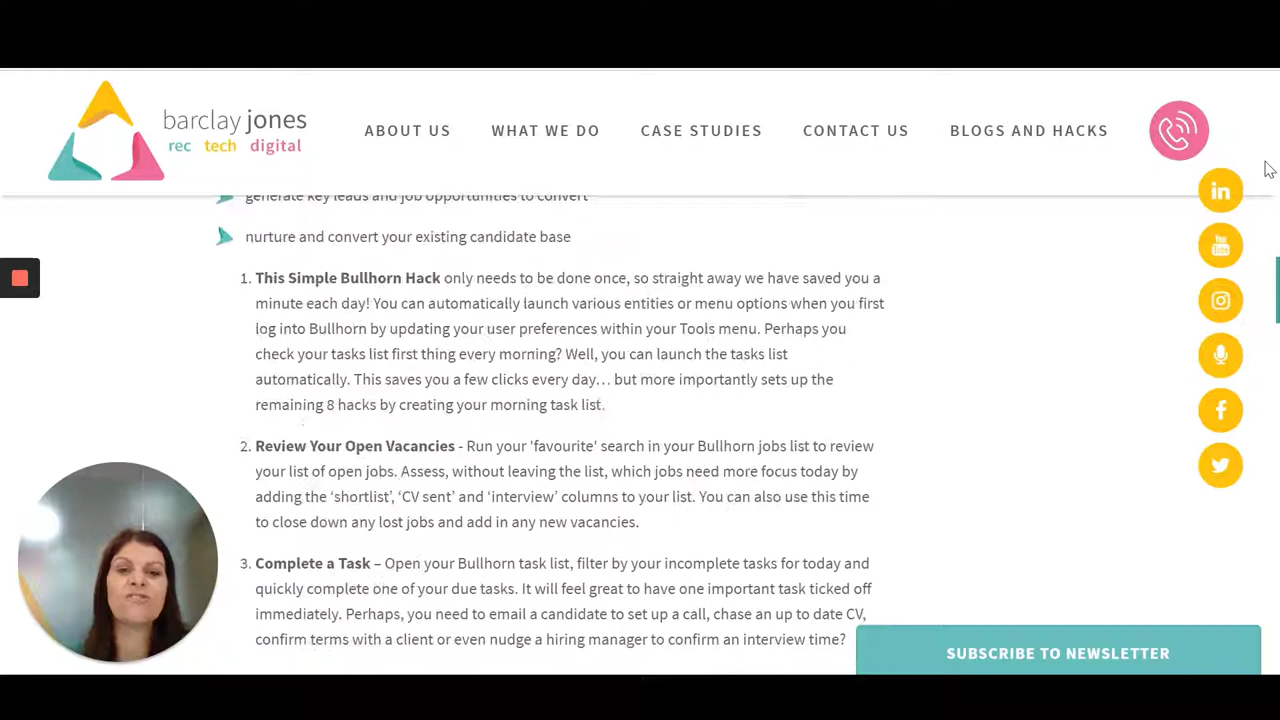 barclay jones
rec tech digital
ABOUT US
WHAT WE DO
CASE STUDIES
CONTACT US
BLOGS AND HACKS
in
You
Tube
generate key leads and job opportunities to convert
nurture and convert your existing candidate base
1. This Simple Bullhorn Hack only needs to be done once, so straight away we have saved you a
minute each day! You can automatically launch various entities or menu options when you first
log into Bullhorn by updating your user preferences within your Tools menu. Perhaps you
check your tasks list first thing every morning? Well, you can launch the tasks list
automatically. This saves you a few clicks every day… but more importantly sets up the
remaining 8 hacks by creating your morning task list.
2. Review Your Open Vacancies - Run your 'favourite' search in your Bullhorn jobs list to review
your list of open jobs. Assess, without leaving the list, which jobs need more focus today by
adding the ‘shortlist’, ‘CV sent’ and ‘interview’ columns to your list. You can also use this time
to close down any lost jobs and add in any new vacancies.
3. Complete a Task – Open your Bullhorn task list, filter by your incomplete tasks for today and
quickly complete one of your due tasks. It will feel great to have one important task ticked off
immediately. Perhaps, you need to email a candidate to set up a call, chase an up to date CV,
confirm terms with a client or even nudge a hiring manager to confirm an interview time?
SUBSCRIBE TO NEWSLETTER